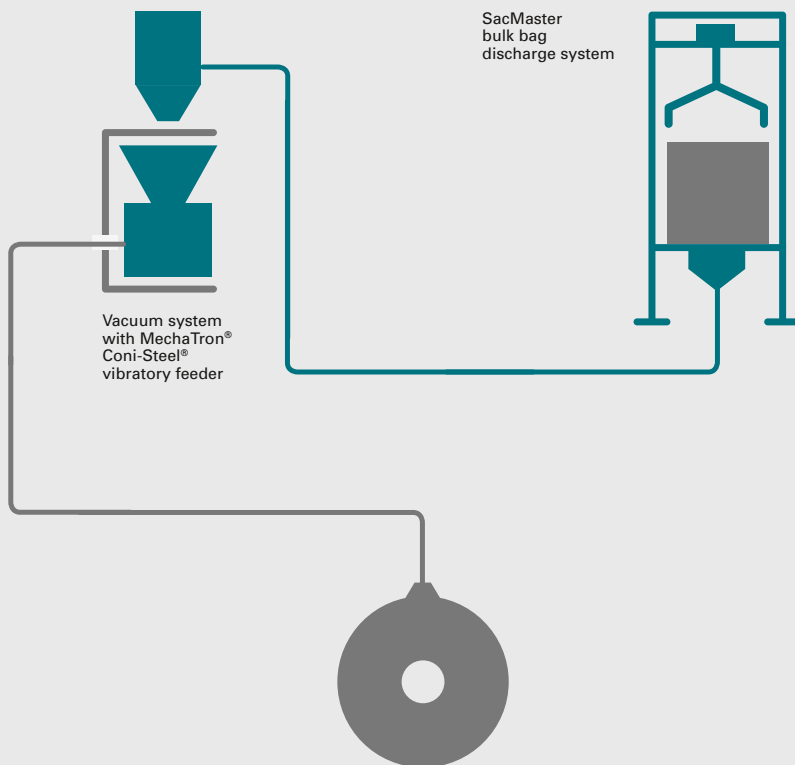 SacMaster
bulk bag
discharge system
Vacuum system
with MechaTron®
Coni-Steel®
vibratory feeder